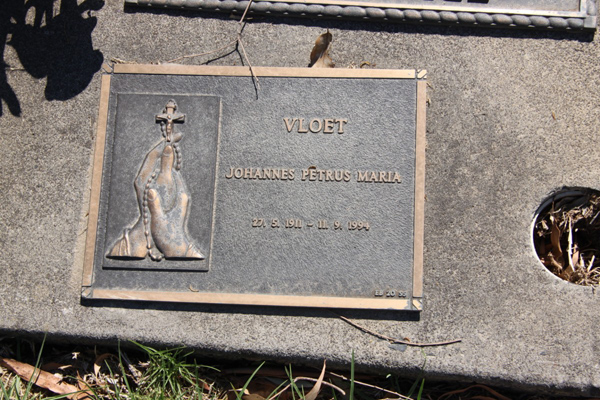 VLOET
JOHANNES PETRUS MARIA
27. 5. 1911 - 11. 9. 1994